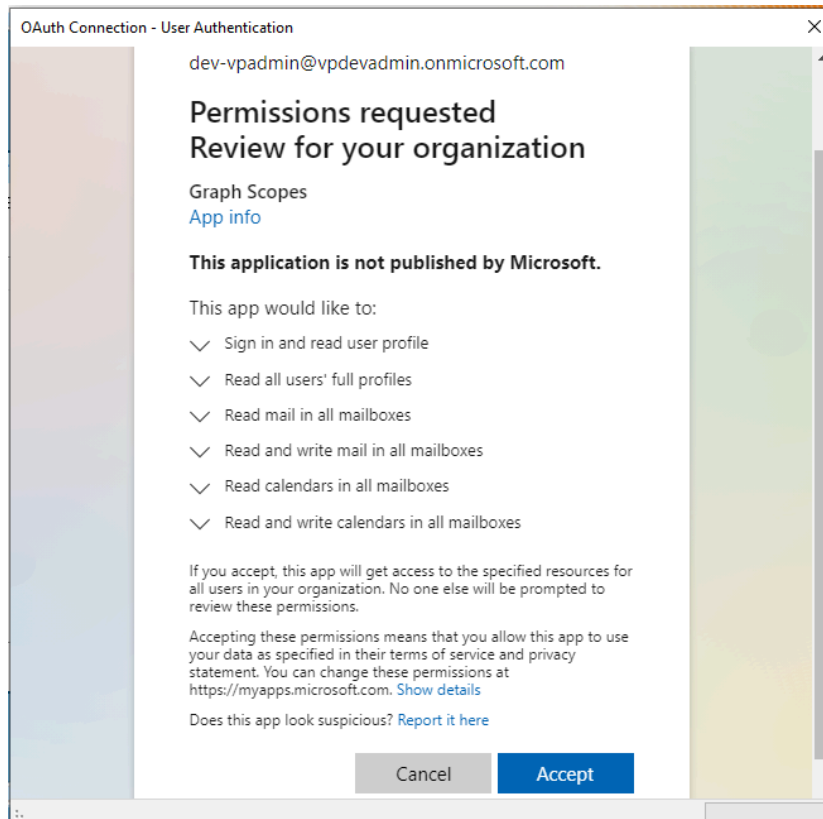 OAuth Connection - User Authentication
dev-vpadmin@vpdevadmin.onmicrosoft.com
Permissions requested
Review for your organization
Graph Scopes
App info
This application is not published by Microsoft.
This app would like to:
Sign in and read user profile
Read all users' full profiles
Read mail in all mailboxes
Read and write mail in all mailboxes
Read calendars in all mailboxes
Read and write calendars in all mailboxes
If you accept, this app will get access to the specified resources for
all users in your organization. No one else will be prompted to
review these permissions.
Accepting these permissions means that you allow this app to use
your data as specified in their terms of service and privacy
statement. You can change these permissions at
https://myapps.microsoft.com. Show details
Does this app look suspicious? Report it here
Cancel Accept